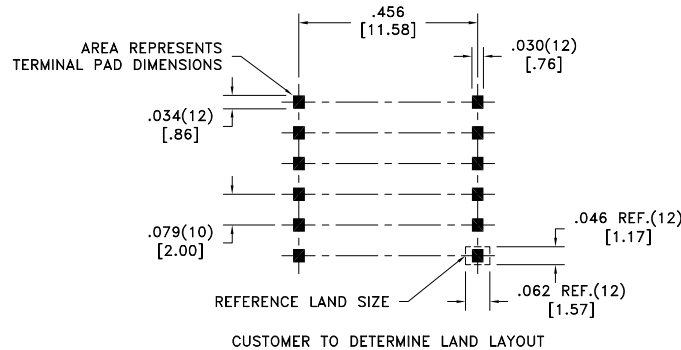 .456
[11.58]
AREA REPRESENTS
TERMINAL PAD DIMENSIONS
.030(12)
[.76]
.034(12)
[.86]
.079(10)
[2.00]
.046 REF.(12)
[1.17]
REFERENCE LAND SIZE
.062 REF.(12)
[1.57]
CUSTOMER TO DETERMINE LAND LAYOUT